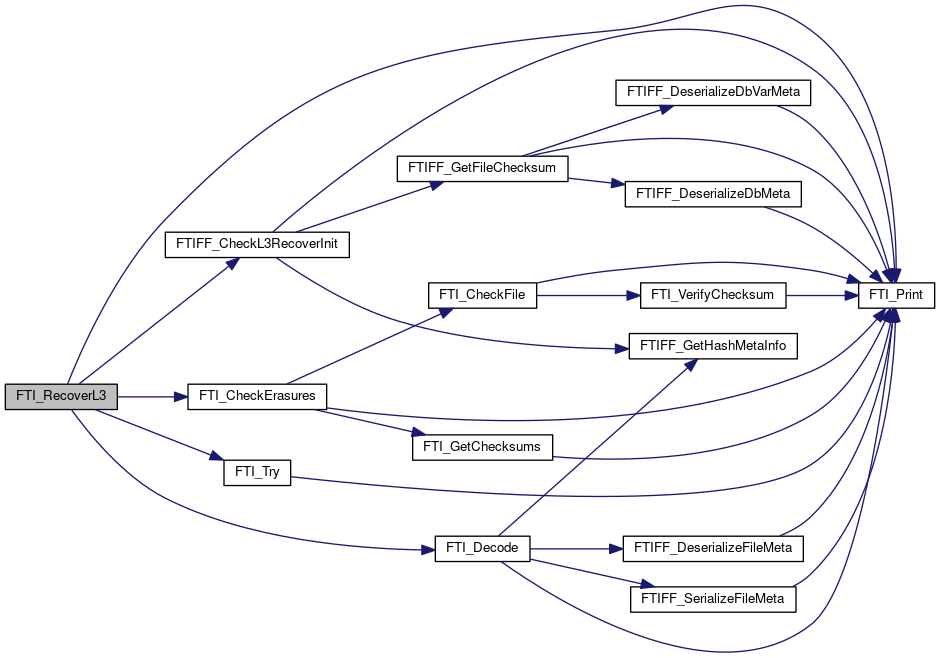 FTIFF_DeserializeDbVarMeta
FTIFF_GetFileChecksum
FTIFF_DeserializeDbMeta
FTIFF_CheckL3RecoverInit
FTI_CheckFile
FTI_VerifyChecksum
FTI_Print
FTIFF_GetHashMetaInfo
FTI_RecoverL3
FTI_CheckErasures
FTI_GetChecksums
FTI_Try
FTI_Decode
FTIFF_DeserializeFileMeta
FTIFF_SerializeFileMeta